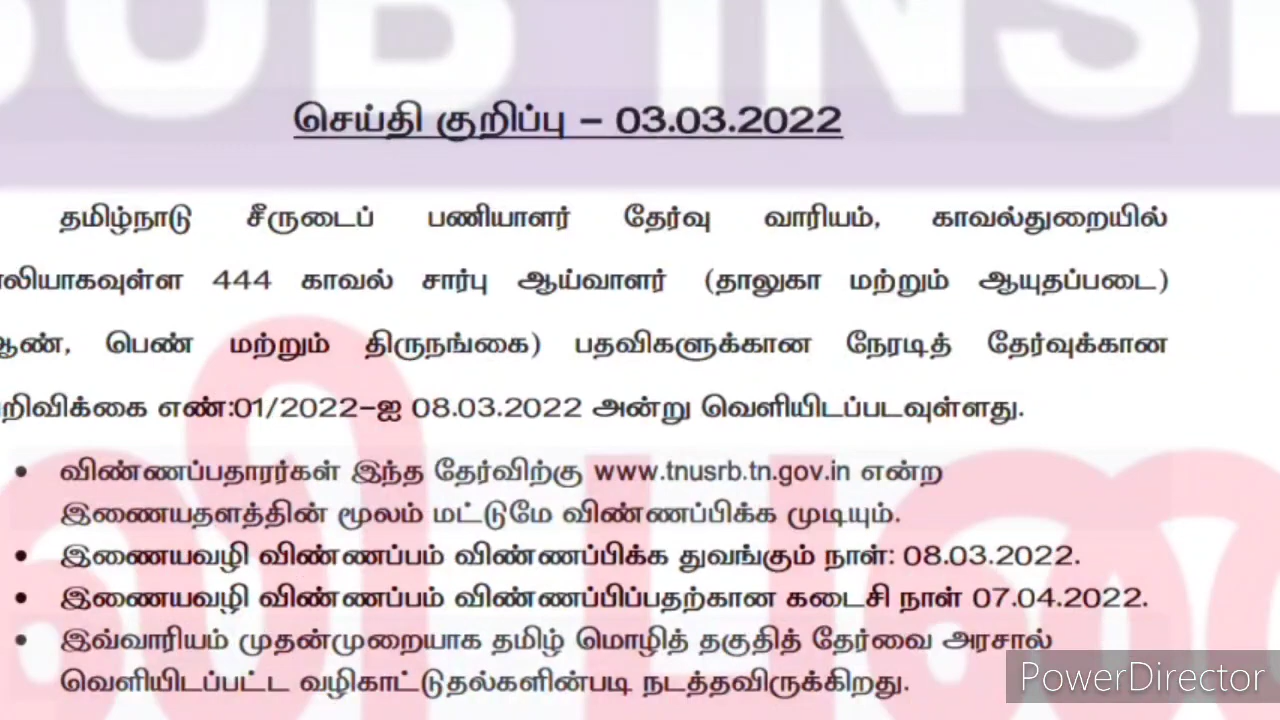 SUB INS
செய்தி குறிப்பு – 03.03.2022
தமிழ்நாடு சீருடைப் பணியாளர் தேர்வு வாரியம், காவல்துறையில்
லியாகவுள்ள 444 காவல் சார்பு ஆய்வாளர் (தாலுகா மற்றும் ஆயுதப்படை)
ஆண், பெண் மற்றும் திருநங்கை) பதவிகளுக்கான நேரடித் தேர்வுக்கான
றிவிக்கை எண்:01/2022–ஐ 08.03.2022 அன்று வெளியிடப்படவுள்ளது.
• விண்ணப்பதாரர்கள் இந்த தேர்விற்கு www.tnusrb.tn.gov.in என்ற
இணையதளத்தின் மூலம் மட்டுமே விண்ணப்பிக்க முடியும்.
• இணையவழி விண்ணப்பம் விண்ணப்பிக்க துவங்கும் நாள்: 08.03.2022.
• இணையவழி விண்ணப்பம் விண்ணப்பிப்பதற்கான கடைசி நாள் 07.04.2022.
• இவ்வாரியம் முதன்முறையாக தமிழ் மொழித் தகுதித் தேர்வை அரசால்
வெளியிடப்பட்ட வழிகாட்டுதல்களின்படி நடத்தவிருக்கிறது.
PowerDirector